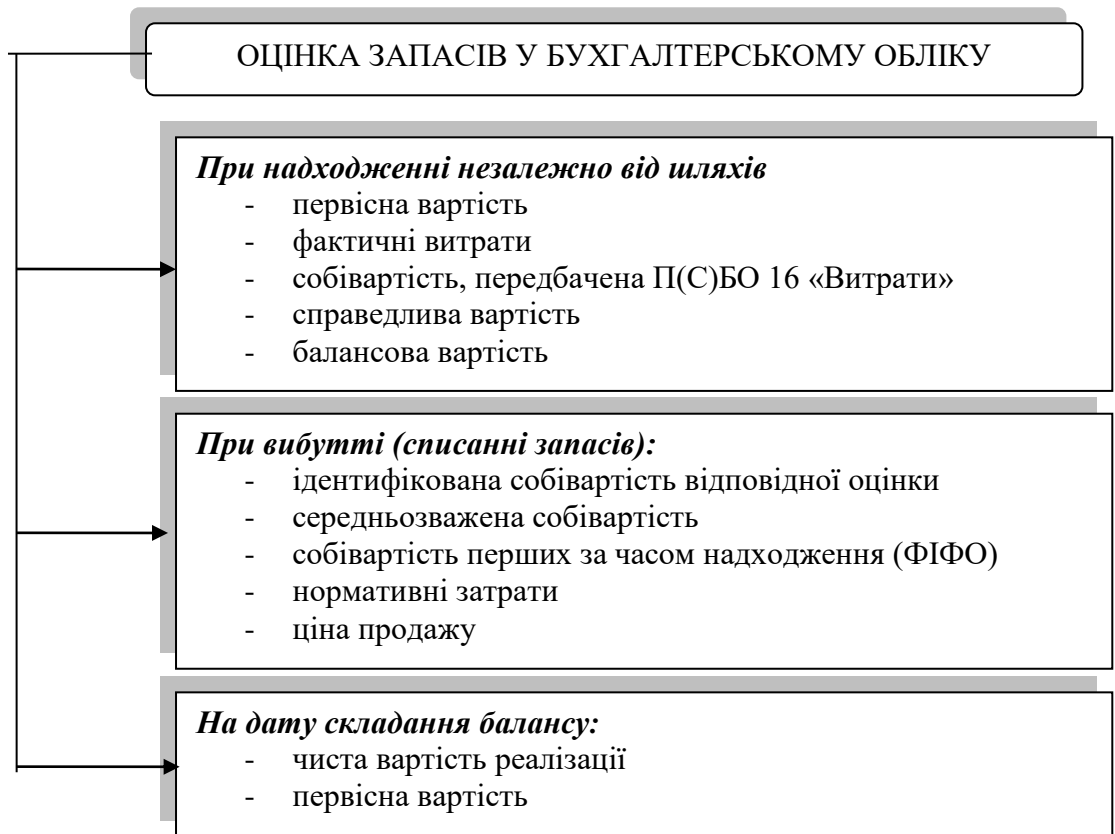 ОЦІНКА ЗАПАСІВ У БУХГАЛТЕРСЬКОМУ ОБЛІКУ
При надходженні незалежно від шляхів
- первісна вартість
- фактичні витрати
- собівартість, передбачена П(С)БО 16 «Витрати»
- справедлива вартість
- балансова вартість
При вибутті (списанні запасів):
- ідентифікована собівартість відповідної оцінки
- середньозважена собівартість
- собівартість перших за часом надходження (ФІФО)
- нормативні затрати
- ціна продажу
На дату складання балансу:
- чиста вартість реалізації
- первісна вартість